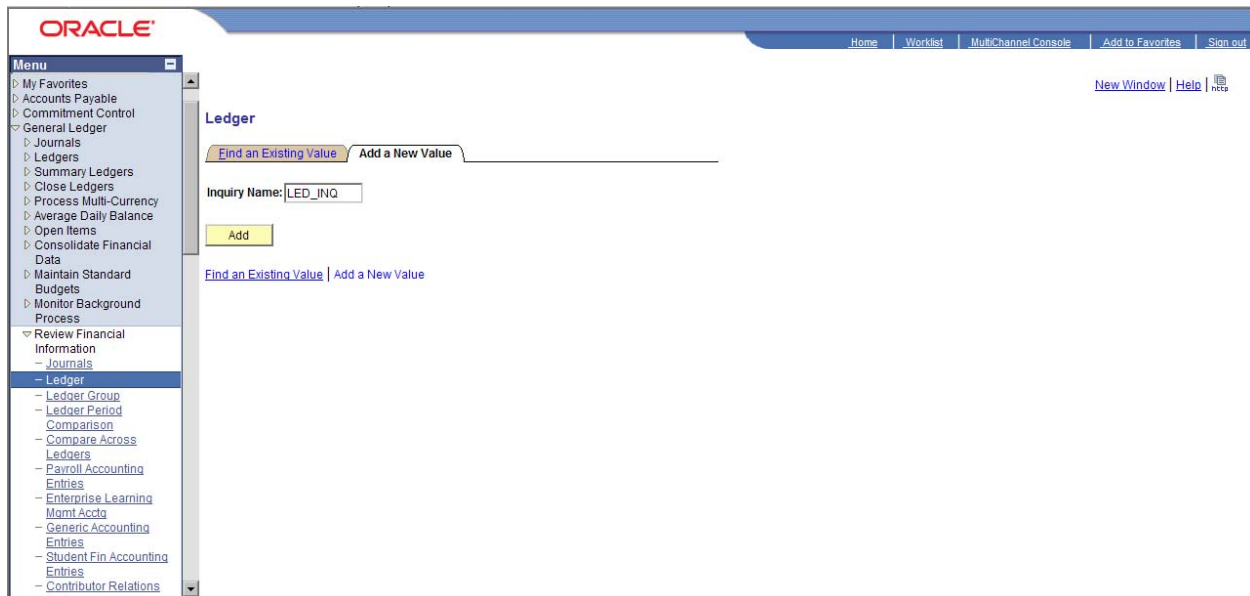 ORACLE'
Home | Worklist | MultiChannel Console | Add to Favorites | Sign out
Menu
My Favorites
Accounts Payable
Commitment Control
General Ledger
Journals
Ledgers
Summary Ledgers
Close Ledgers
Process Multi-Currency
Average Daily Balance
Open Items
Consolidate Financial
Data
Maintain Standard
Budgets
Monitor Background
Process
Review Financial
Information
– Journals
– Ledger
– Ledger Group
– Ledger Period
Comparison
– Compare Across
Ledgers
– Payroll Accounting
Entries
– Enterprise Learning
Mgmt Acctg
– Generic Accounting
Entries
– Student Fin Accounting
Entries
– Contributor Relations
New Window | Help | http
Ledger
Find an Existing Value Add a New Value
Inquiry Name: LED_INQ
Add
Find an Existing Value | Add a New Value